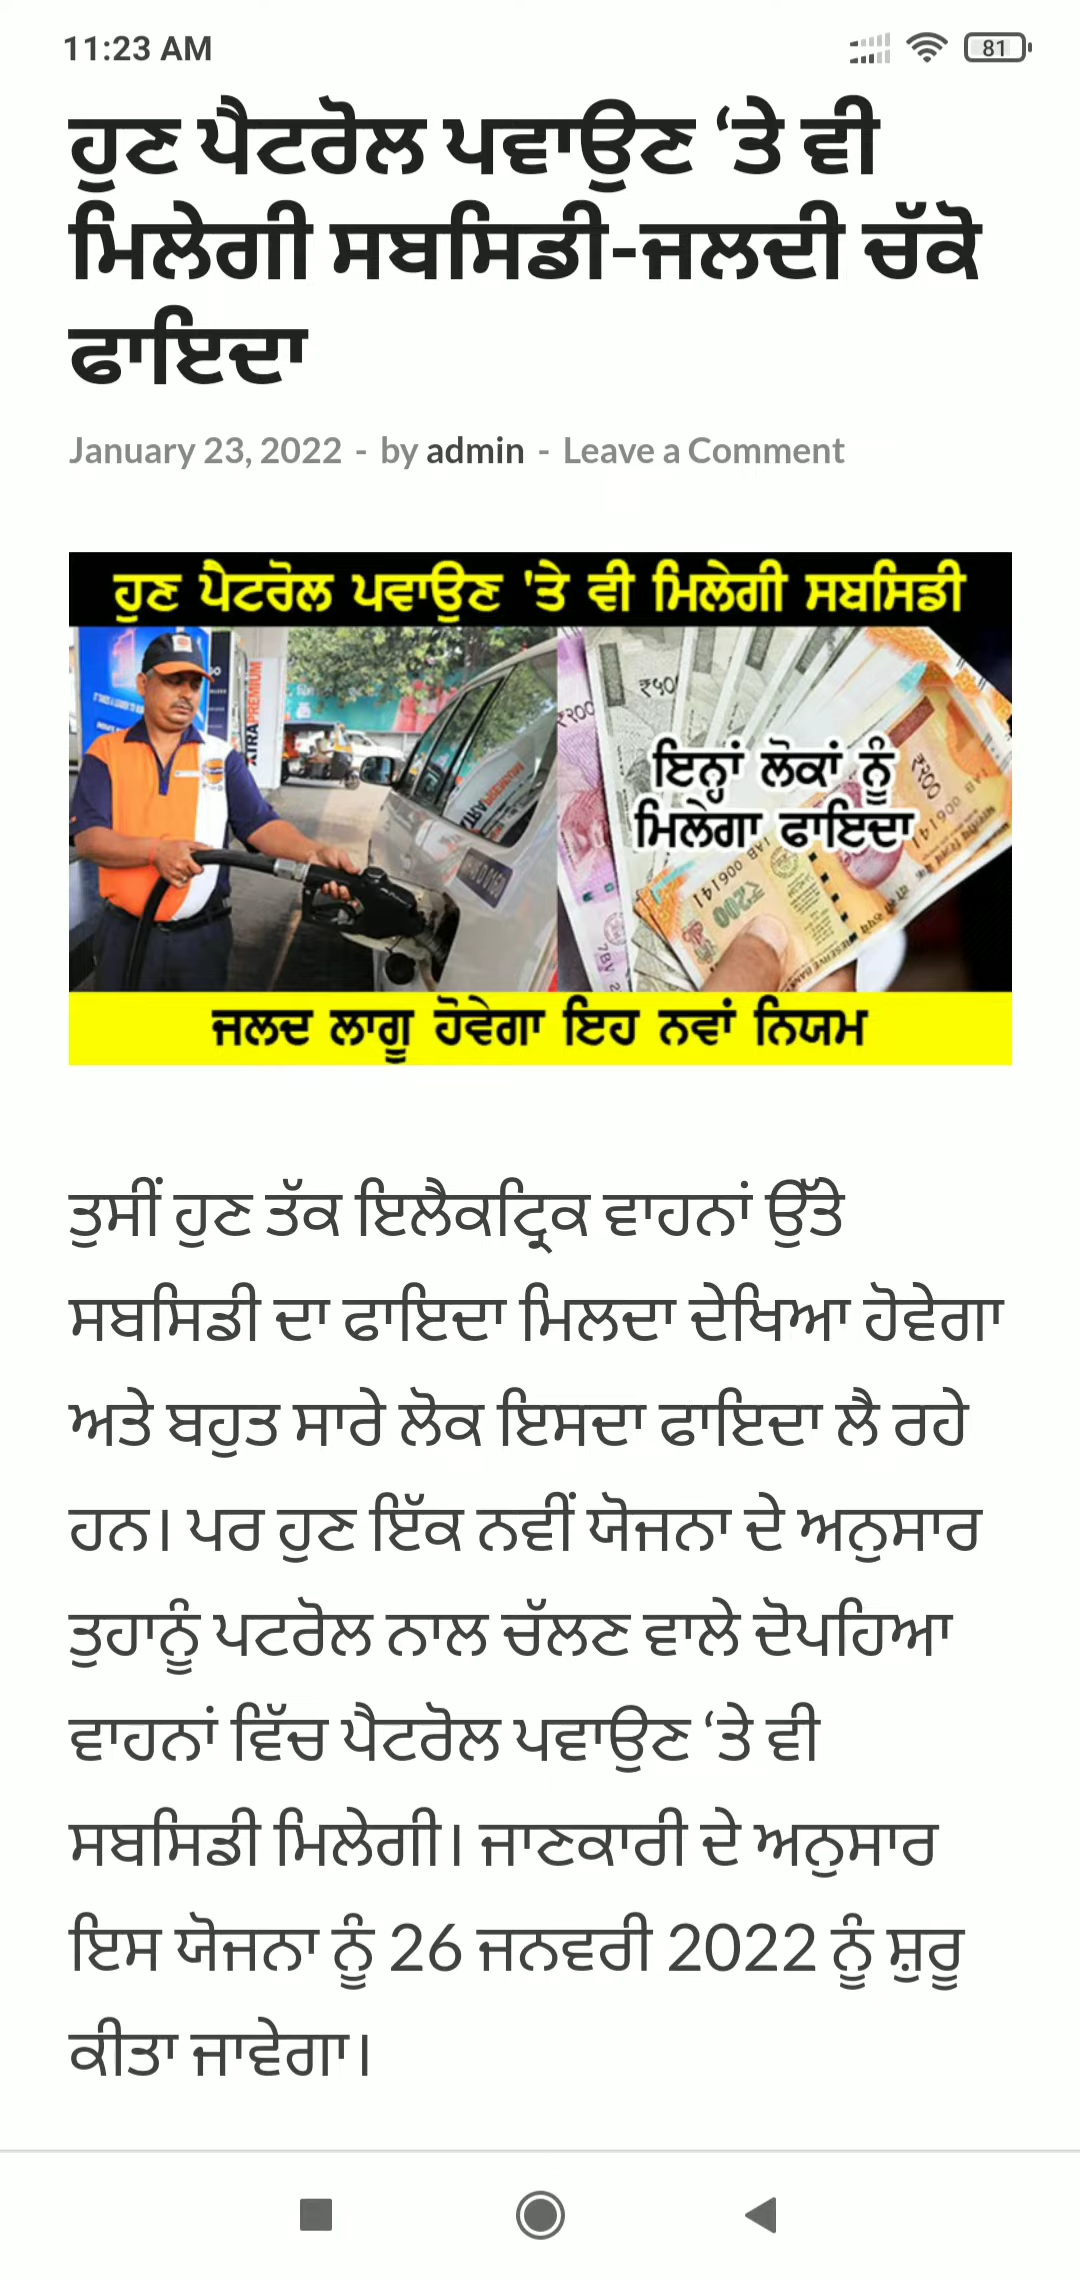 11:23 AM
81
ਹੁਣ ਪੈਟਰੋਲ ਪਵਾਉਣ ‘ਤੇ ਵੀ
ਮਿਲੇਗੀ ਸਬਸਿਡੀ-ਜਲਦੀ ਚੱਕੋ
ਫਾਇਦਾ
January 23, 2022 - by admin - Leave a Comment
ਹੁਣ ਪੈਟਰੋਲ ਪਵਾਉਣ 'ਤੇ ਵੀ ਮਿਲੇਗੀ ਸਬਸਿਡੀ
XTRAPREMIUM
₹२००
ਇਨ੍ਹਾਂ ਲੋਕਾਂ ਨੂੰ
ਮਿਲੇਗਾ ਫਾਇਦਾ
ਜਲਦ ਲਾਗੂ ਹੋਵੇਗਾ ਇਹ ਨਵਾਂ ਨਿਯਮ
ਤੁਸੀਂ ਹੁਣ ਤੱਕ ਇਲੈਕਟ੍ਰਿਕ ਵਾਹਨਾਂ ਉੱਤੇ
ਸਬਸਿਡੀ ਦਾ ਫਾਇਦਾ ਮਿਲਦਾ ਦੇਖਿਆ ਹੋਵੇਗਾ
ਅਤੇ ਬਹੁਤ ਸਾਰੇ ਲੋਕ ਇਸਦਾ ਫਾਇਦਾ ਲੈ ਰਹੇ
ਹਨ। ਪਰ ਹੁਣ ਇੱਕ ਨਵੀਂ ਯੋਜਨਾ ਦੇ ਅਨੁਸਾਰ
ਤੁਹਾਨੂੰ ਪਟਰੋਲ ਨਾਲ ਚੱਲਣ ਵਾਲੇ ਦੋਪਹਿਆ
ਵਾਹਨਾਂ ਵਿੱਚ ਪੈਟਰੋਲ ਪਵਾਉਣ ‘ਤੇ ਵੀ
ਸਬਸਿਡੀ ਮਿਲੇਗੀ। ਜਾਣਕਾਰੀ ਦੇ ਅਨੁਸਾਰ
ਇਸ ਯੋਜਨਾ ਨੂੰ 26 ਜਨਵਰੀ 2022 ਨੂੰ ਸ਼ੁਰੂ
ਕੀਤਾ ਜਾਵੇਗਾ।